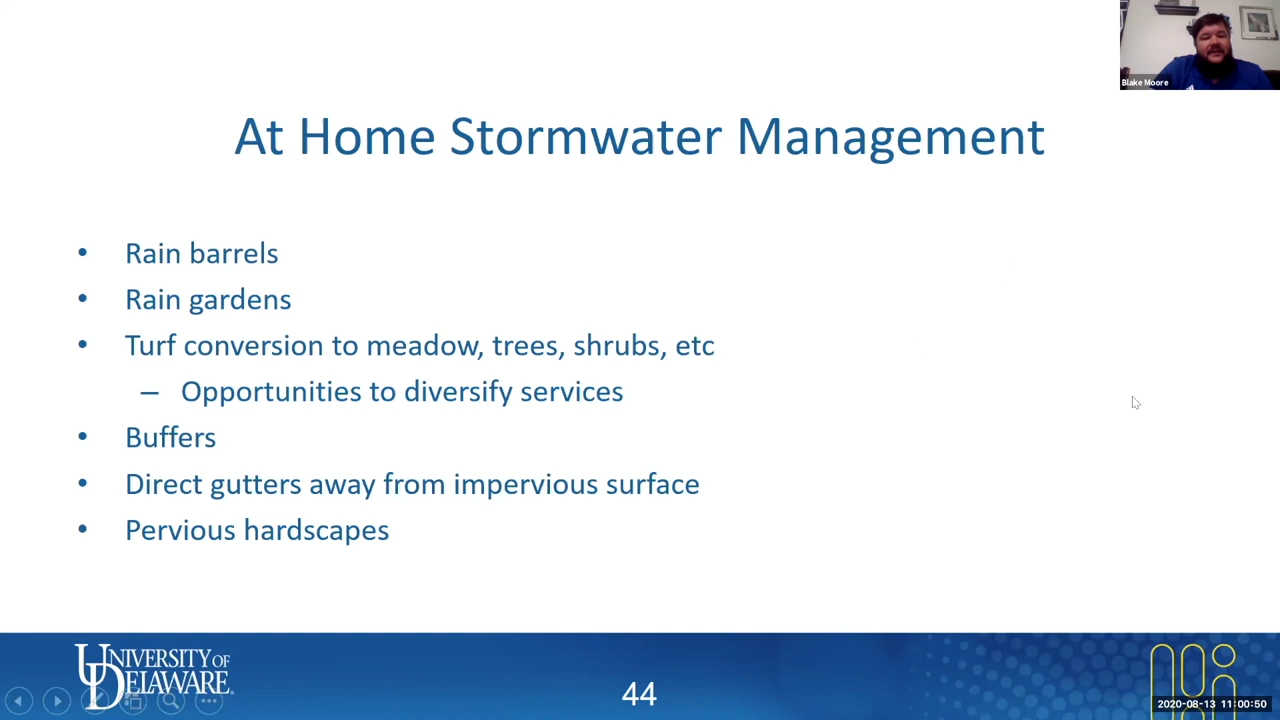 Blake Moore
At Home Stormwater Management
• Rain barrels
• Rain gardens
• Turf conversion to meadow, trees, shrubs, etc
– Opportunities to diversify services
• Buffers
• Direct gutters away from impervious surface
• Pervious hardscapes
UNIVERSITY OF
DELAWARE
44
2020-08-13 11:00:50